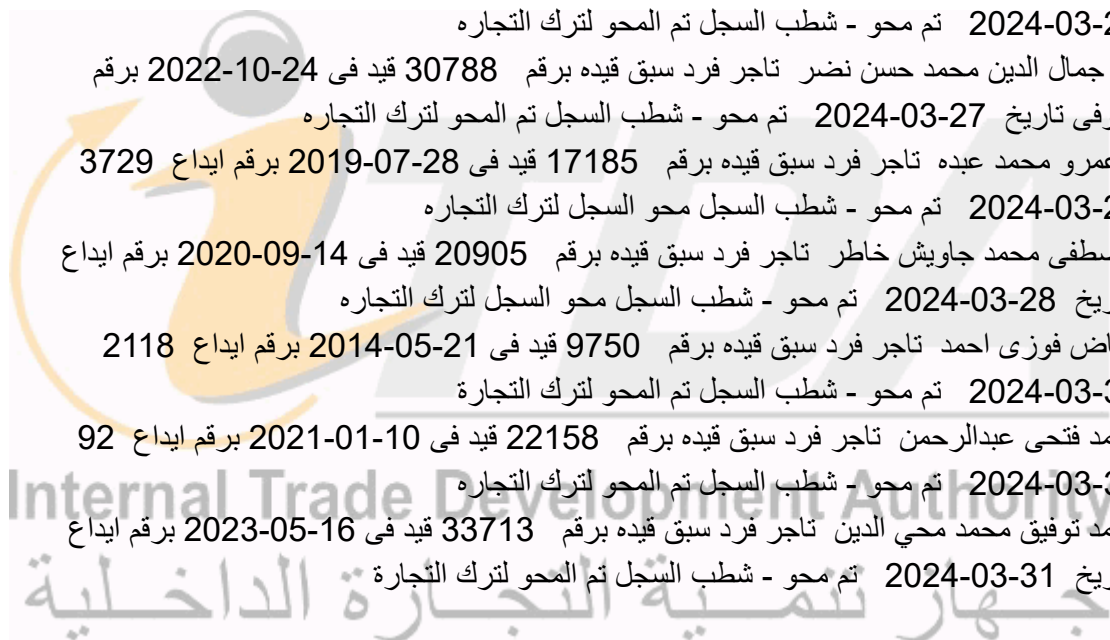 2024-03-2 تم محو - شطب السجل تم المحو لترك التجاره
جمال الدين محمد حسن نضر تاجر فرد سبق قيده برقم 30788 قيد فى 24-10-2022 برقم
فى تاريخ 27-03-2024 تم محو - شطب السجل تم المحو لترك التجاره
عمرو محمد عبده تاجر فرد سبق قيده برقم 17185 قيد فى 28-07-2019 برقم ايداع 3729
2024-03-2 تم محو - شطب السجل محو السجل لترك التجاره
محمد جاويش خاطر تاجر فرد سبق قيده برقم 20905 قيد فى 14-09-2020 برقم ايداع
28-03-2024 تم محو - شطب السجل محو السجل لترك التجاره
فوزى احمد تاجر فرد سبق قيده برقم 9750 قيد فى 21-05-2014 برقم ايداع 2118
2024-03-3 تم محو - شطب السجل تم المحو لترك التجارة
فتحى عبدالرحمن تاجر فرد سبق قيده برقم 22158 قيد فى 10-01-2021 برقم ايداع 92
2024-03-3 تم محو - شطب السجل تم المحو لترك التجاره
توفيق محمد محي الدين تاجر فرد سبق قيده برقم 33713 قيد فى 16-05-2023 برقم ايداع
31-03-2024 تم محو - شطب السجل تم المحو لترك التجارة
iTDA
Internal Trade Development Authority
جهاز تنمية التجارة الداخلية